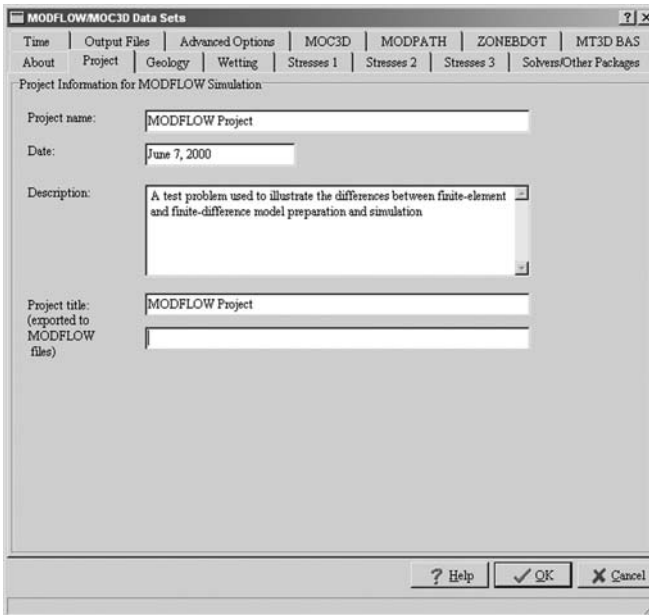 MODFLOW/MOC3D Data Sets
Time Output Files Advanced Options MOC3D MODPATH ZONEBDGT MT3D BAS
About Project Geology Wetting Stresses 1 Stresses 2 Stresses 3 Solvers/Other Packages
Project Information for MODFLOW Simulation
Project name: MODFLOW Project
Date: June 7, 2000
Description: A test problem used to illustrate the differences between finite-element
and finite-difference model preparation and simulation
Project title: MODFLOW Project
(exported to
MODFLOW
files)
? Help OK Cancel